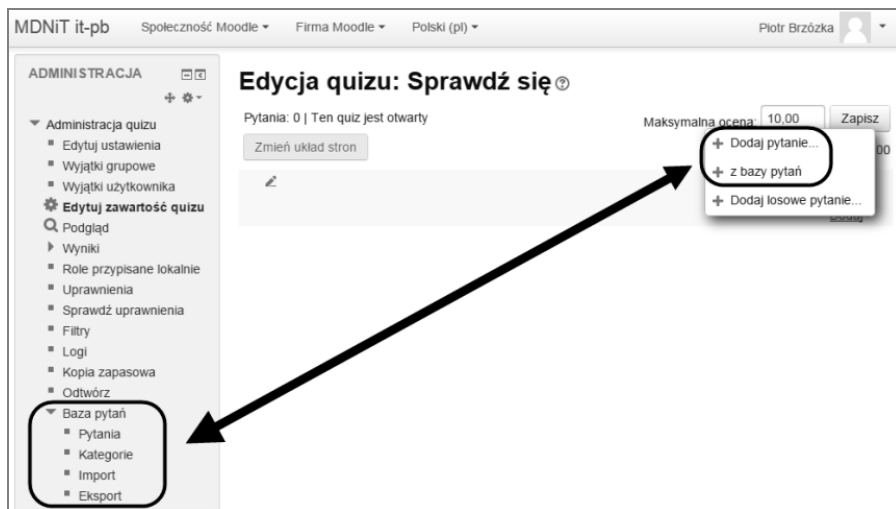 MDNiT it-pb Społeczność Moodle Firma Moodle Polski (pl) Piotr Brzózka
ADMINISTRACJA
Administracja quizu
Edytuj ustawienia
Wyjątki grupowe
Wyjątki użytkownika
Edytuj zawartość quizu
Podgląd
Wyniki
Role przypisane lokalnie
Uprawnienia
Sprawdź uprawnienia
Filtry
Logi
Kopia zapasowa
Odtwórz
Baza pytań
Pytania
Kategorie
Import
Eksport
Edycja quizu: Sprawdź się
Pytania: 0 | Ten quiz jest otwarty
Maksymalna ocena: 10,00 Zapisz
Zmień układ stron
00
Dodaj pytanie...
z bazy pytań
Dodaj losowe pytanie...
Dodaj